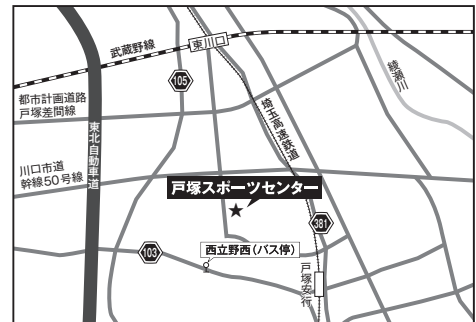 武蔵野線
東川口
綾瀬川
105
都市計画道路
戸塚差間線
埼玉高速鉄道
東北自動車道
川口市道
幹線50号線
戸塚スポーツセンター
★
381
103
西立野西(バス停)
戸塚安行